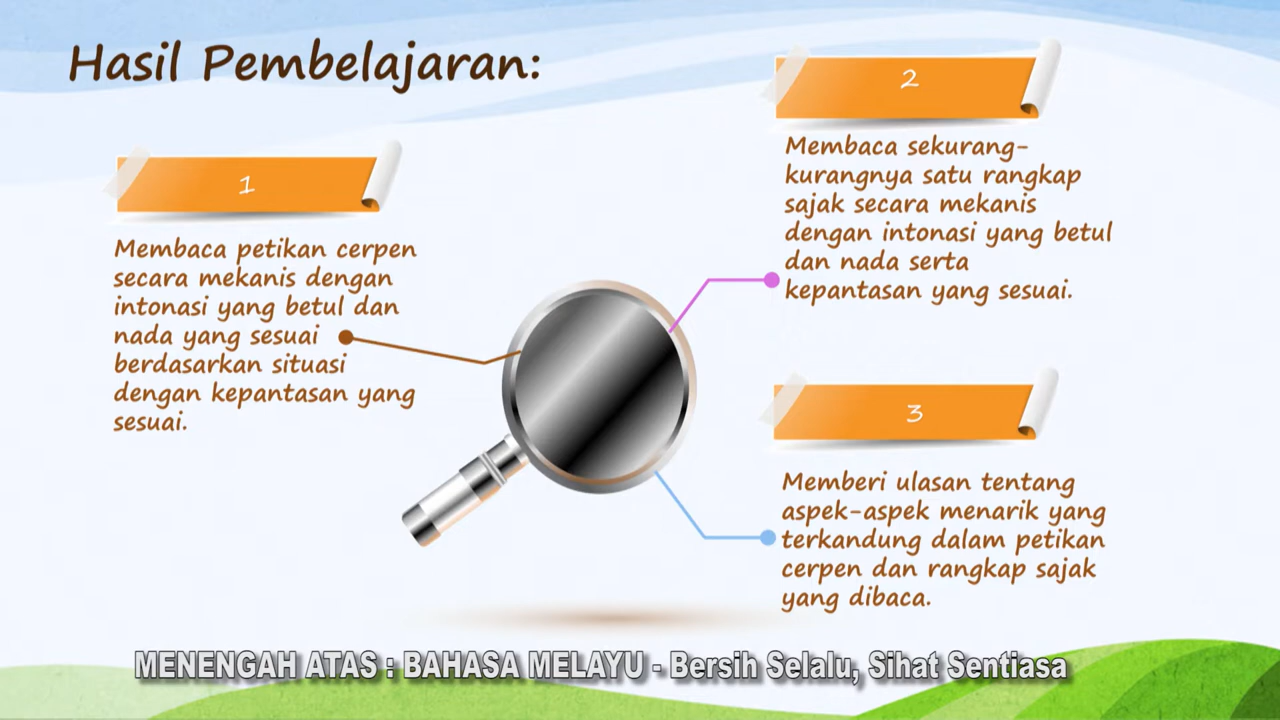 Hasil Pembelajaran:
1
Membaca petikan cerpen
secara mekanis dengan
intonasi yang betul dan
nada yang sesuai
berdasarkan situasi
dengan kepantasan yang
sesuai.
2
Membaca sekurang-
kurangnya satu rangkap
sajak secara mekanis
dengan intonasi yang betul
dan nada serta
kepantasan yang sesuai.
3
Memberi ulasan tentang
aspek-aspek menarik yang
terkandung dalam petikan
cerpen dan rangkap sajak
yang dibaca.
MENENGAH ATAS : BAHASA MELAYU - Bersih Selalu, Sihat Sentiasa